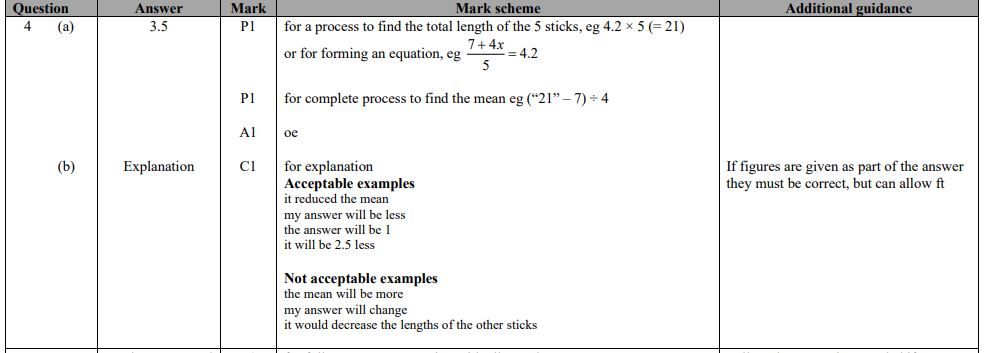 Question Answer Mark Mark scheme Additional guidance
4 (a) 3.5 P1 for a process to find the total length of the 5 sticks, eg 4.2 × 5 (= 21)
or for forming an equation, eg (7 + 4x)/5 = 4.2
P1 for complete process to find the mean eg (“21” – 7) ÷ 4
A1 oe
(b) Explanation C1 for explanation If figures are given as part of the answer
Acceptable examples they must be correct, but can allow ft
it reduced the mean
my answer will be less
the answer will be 1
it will be 2.5 less
Not acceptable examples
the mean will be more
my answer will change
it would decrease the lengths of the other sticks